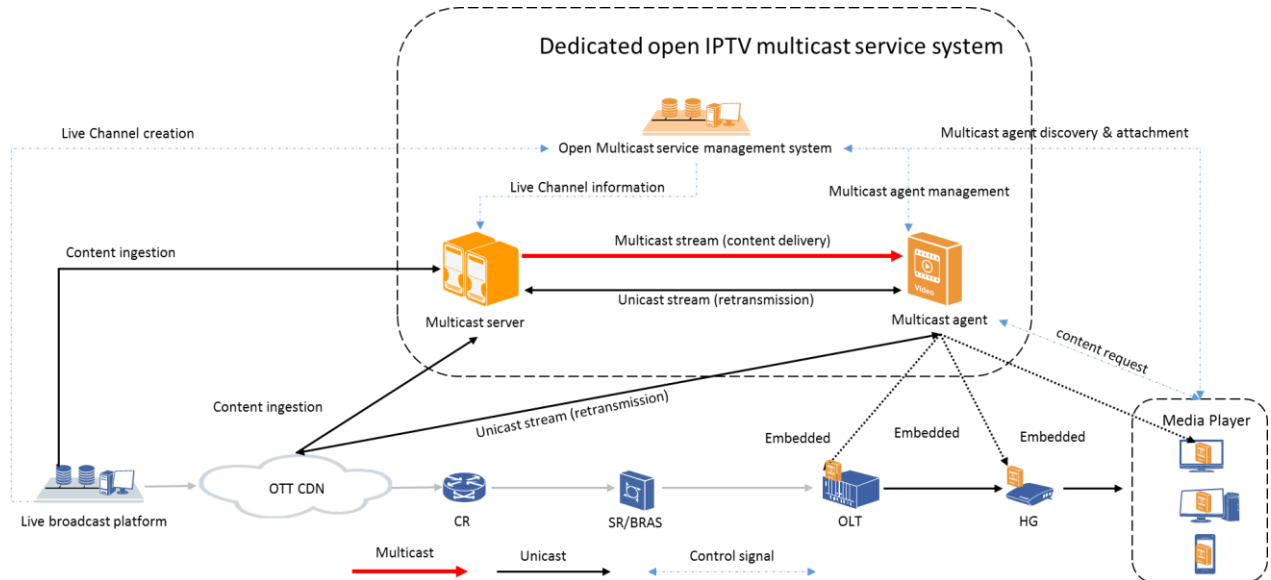 Dedicated open IPTV multicast service system
Live Channel creation
Multicast agent discovery & attachment
Open Multicast service management system
Live Channel information
Multicast agent management
Content ingestion
Multicast stream (content delivery)
Unicast stream (retransmission)
Video
Multicast server
Multicast agent
content request
Content ingestion
Unicast stream (retransmission)
Media Player
Embedded
Embedded
Embedded
OTT CDN
Live broadcast platform
CR
SR/BRAS
OLT
HG
Multicast
Unicast
Control signal